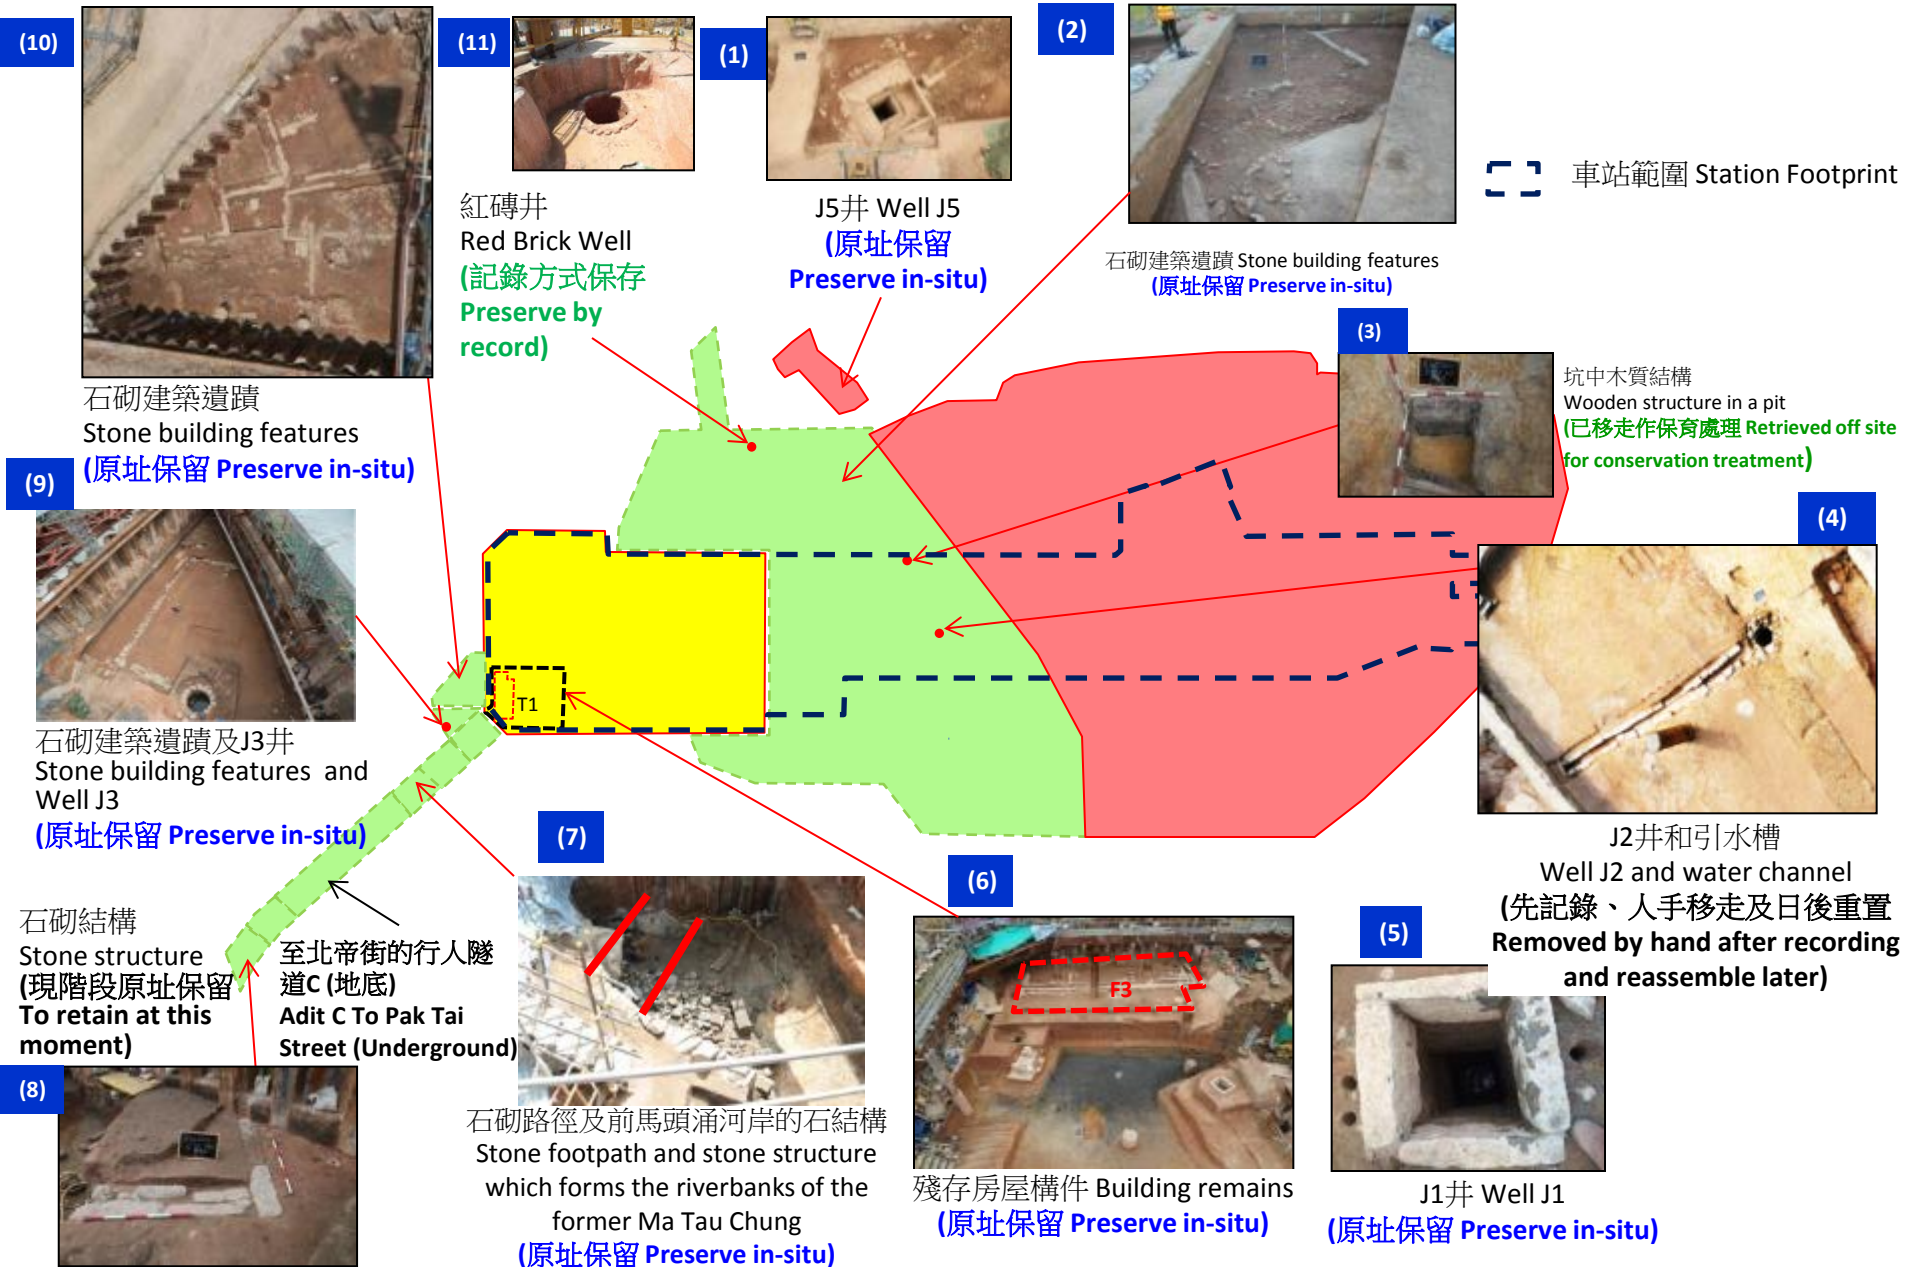 (10)
石砌建築遺蹟
Stone building features
(原址保留 Preserve in-situ)
(11)
紅磚井
Red Brick Well
(記錄方式保存
Preserve by
record)
(1)
J5井 Well J5
(原址保留
Preserve in-situ)
(2)
石砌建築遺蹟 Stone building features
(原址保留 Preserve in-situ)
車站範圍 Station Footprint
(3)
坑中木質結構
Wooden structure in a pit
(已移走作保育處理 Retrieved off site
for conservation treatment)
(4)
J2井和引水槽
Well J2 and water channel
(先記錄、人手移走及日後重置
Removed by hand after recording
and reassemble later)
(5)
J1井 Well J1
(原址保留 Preserve in-situ)
(6)
F3
殘存房屋構件 Building remains
(原址保留 Preserve in-situ)
T1
(7)
石砌路徑及前馬頭涌河岸的石結構
Stone footpath and stone structure
which forms the riverbanks of the
former Ma Tau Chung
(原址保留 Preserve in-situ)
(9)
石砌建築遺蹟及J3井
Stone building features and
Well J3
(原址保留 Preserve in-situ)
石砌結構
Stone structure
(現階段原址保留
To retain at this
moment)
(8)
至北帝街的行人隧
道C (地底)
Adit C To Pak Tai
Street (Underground)